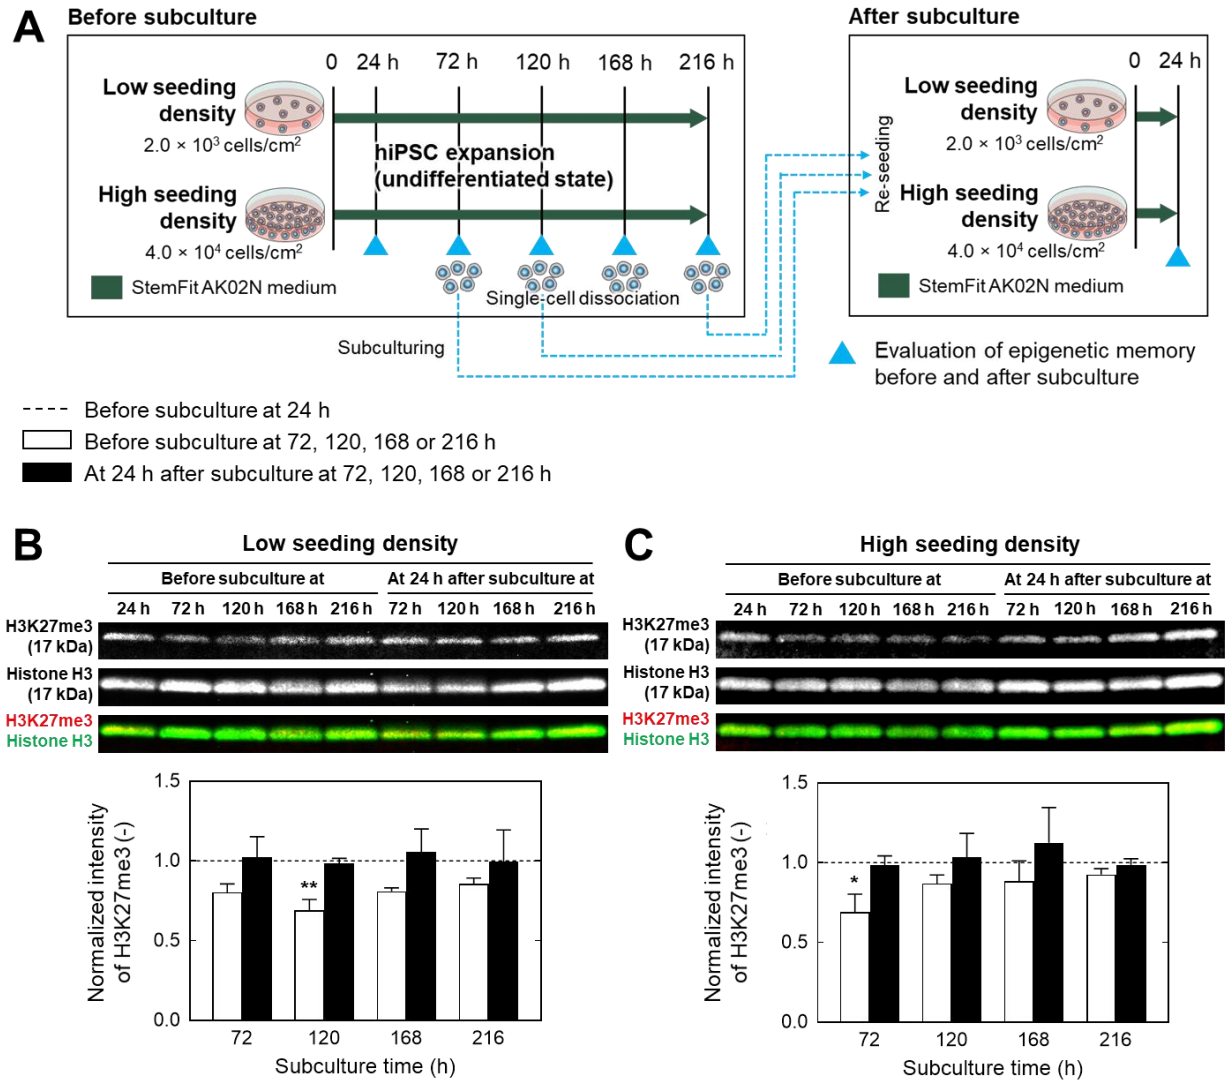 A
Before subculture
0 24 h 72 h 120 h 168 h 216 h
Low seeding
density
2.0 × 10³ cells/cm²
hiPSC expansion
(undifferentiated state)
High seeding
density
4.0 × 10⁴ cells/cm²
StemFit AK02N medium
Single-cell dissociation
Subculturing
Re-seeding
After subculture
0 24 h
Low seeding
density
2.0 × 10³ cells/cm²
High seeding
density
4.0 × 10⁴ cells/cm²
StemFit AK02N medium
Evaluation of epigenetic memory
before and after subculture
Before subculture at 24 h
Before subculture at 72, 120, 168 or 216 h
At 24 h after subculture at 72, 120, 168 or 216 h
B
Low seeding density
Before subculture at At 24 h after subculture at
24 h 72 h 120 h 168 h 216 h 72 h 120 h 168 h 216 h
H3K27me3
(17 kDa)
Histone H3
(17 kDa)
H3K27me3
Histone H3
Normalized intensity
of H3K27me3 (-)
1.5
1.0
0.5
0.0
**
72 120 168 216
Subculture time (h)
C
High seeding density
Before subculture at At 24 h after subculture at
24 h 72 h 120 h 168 h 216 h 72 h 120 h 168 h 216 h
H3K27me3
(17 kDa)
Histone H3
(17 kDa)
H3K27me3
Histone H3
Normalized intensity
of H3K27me3 (-)
1.5
1.0
0.5
0.0
*
72 120 168 216
Subculture time (h)